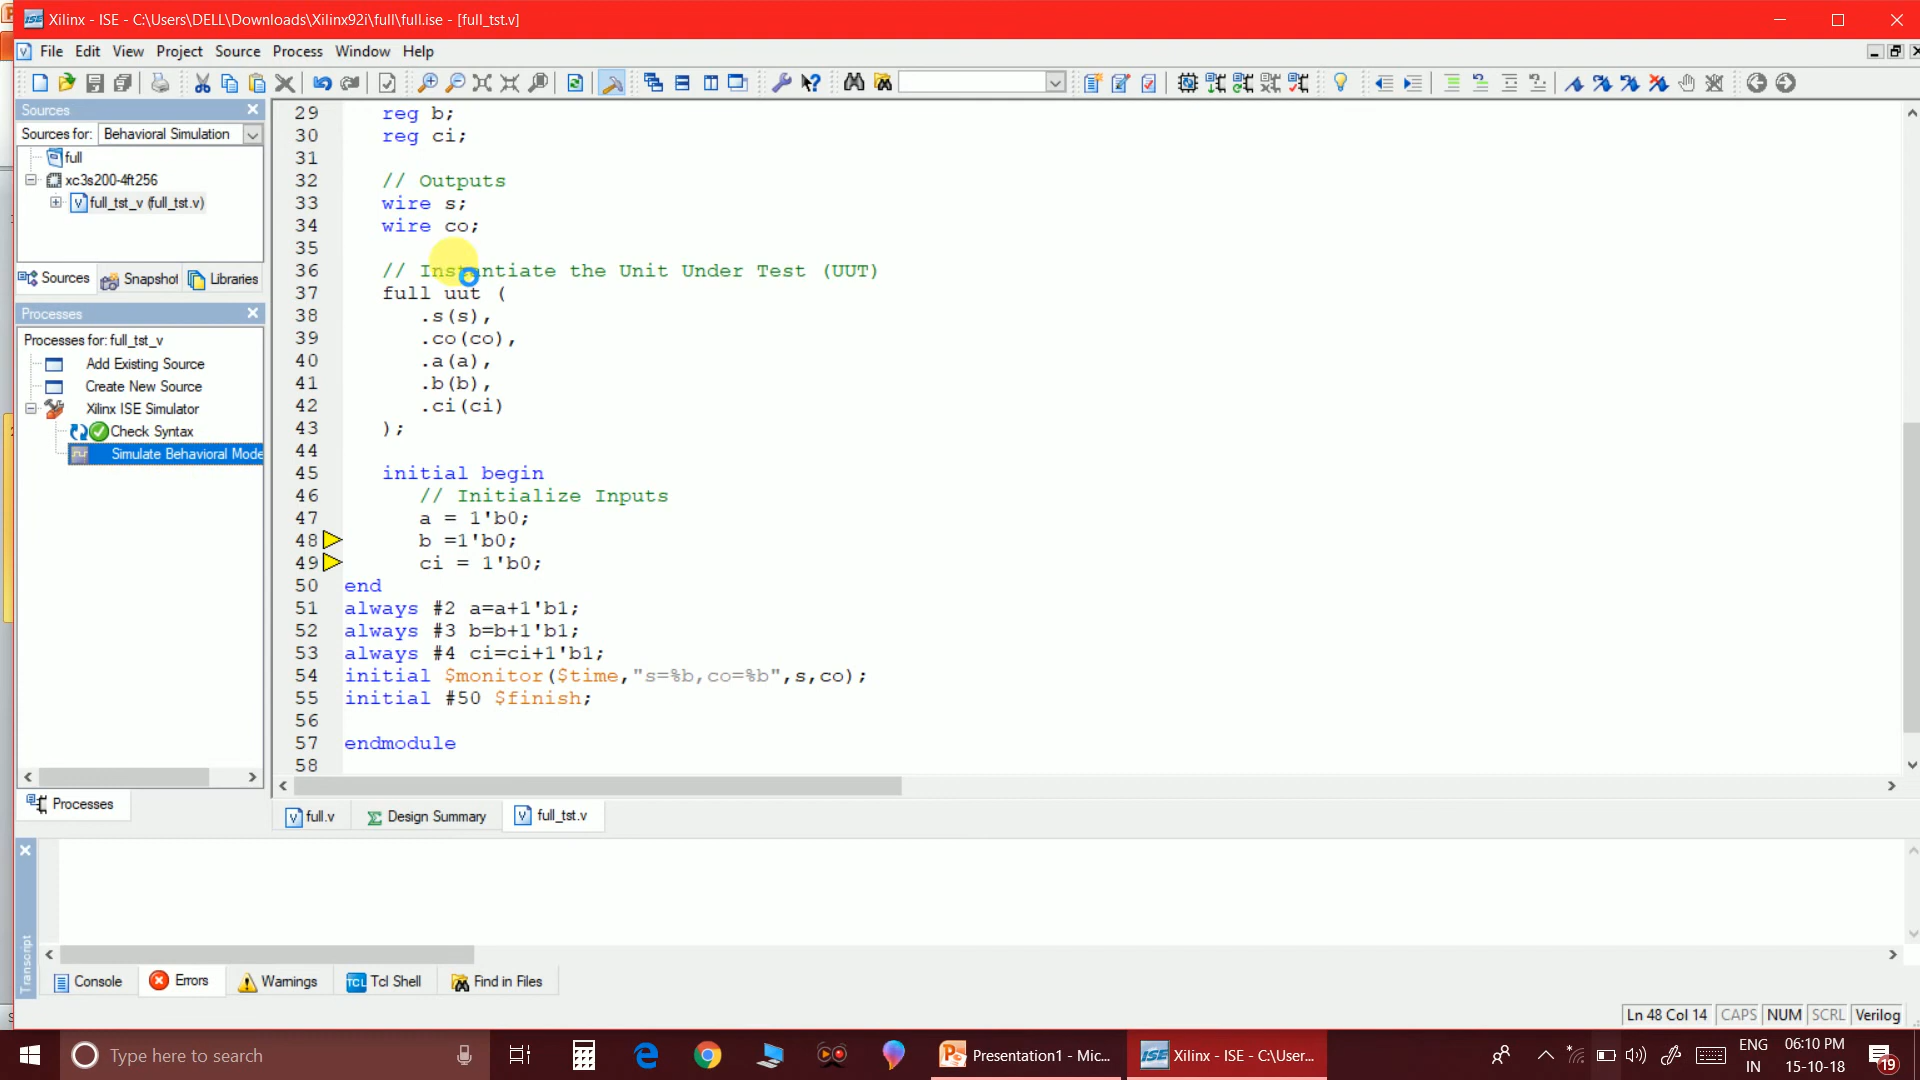 Xilinx - ISE - C:\Users\DELL\Downloads\Xilinx92i\full\full.ise - [full_tst.v]
File Edit View Project Source Process Window Help
Sources
Sources for: Behavioral Simulation
full
xc3s200-4ft256
full_tst_v (full_tst.v)
Sources Snapshot Libraries
Processes
Processes for: full_tst_v
Add Existing Source
Create New Source
Xilinx ISE Simulator
Check Syntax
Simulate Behavioral Mode
Processes
29 reg b;
30 reg ci;
31
32 // Outputs
33 wire s;
34 wire co;
35
36 // Instantiate the Unit Under Test (UUT)
37 full uut (
38 .s(s),
39 .co(co),
40 .a(a),
41 .b(b),
42 .ci(ci)
43 );
44
45 initial begin
46 // Initialize Inputs
47 a = 1'b0;
48 b =1'b0;
49 ci = 1'b0;
50 end
51 always #2 a=a+1'b1;
52 always #3 b=b+1'b1;
53 always #4 ci=ci+1'b1;
54 initial $monitor($time,"s=%b,co=%b",s,co);
55 initial #50 $finish;
56
57 endmodule
58
full.v Design Summary full_tst.v
Transcript
Console Errors Warnings TCL Tcl Shell Find in Files
Ln 48 Col 14 CAPS NUM SCRL Verilog
Type here to search
Presentation1 - Mic...
ISE Xilinx - ISE - C:\User...
ENG
IN
06:10 PM
15-10-18
19